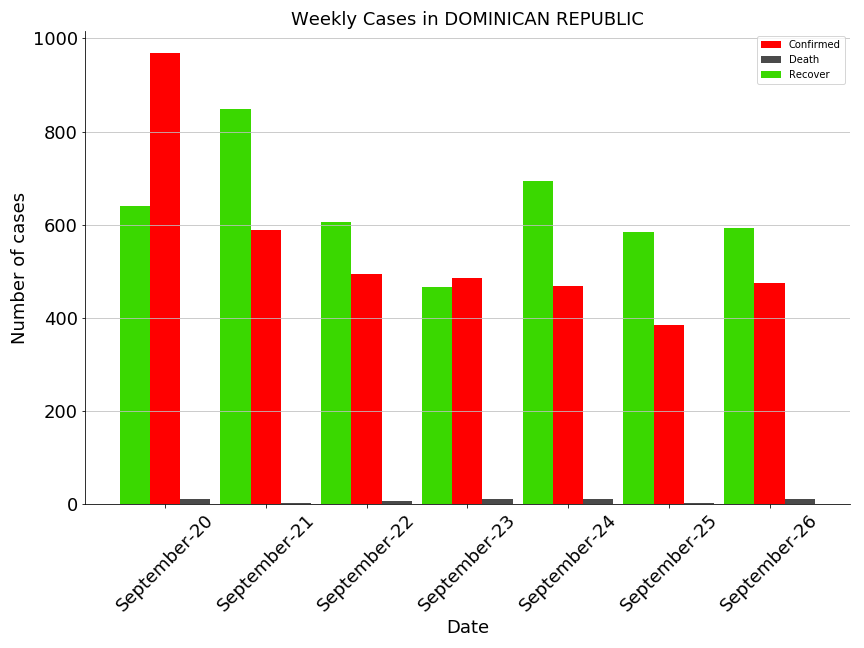 Weekly Cases in DOMINICAN REPUBLIC
Confirmed
Death
Recover
Number of cases
1000
800
600
400
200
0
September-20
September-21
September-22
September-23
September-24
September-25
September-26
Date